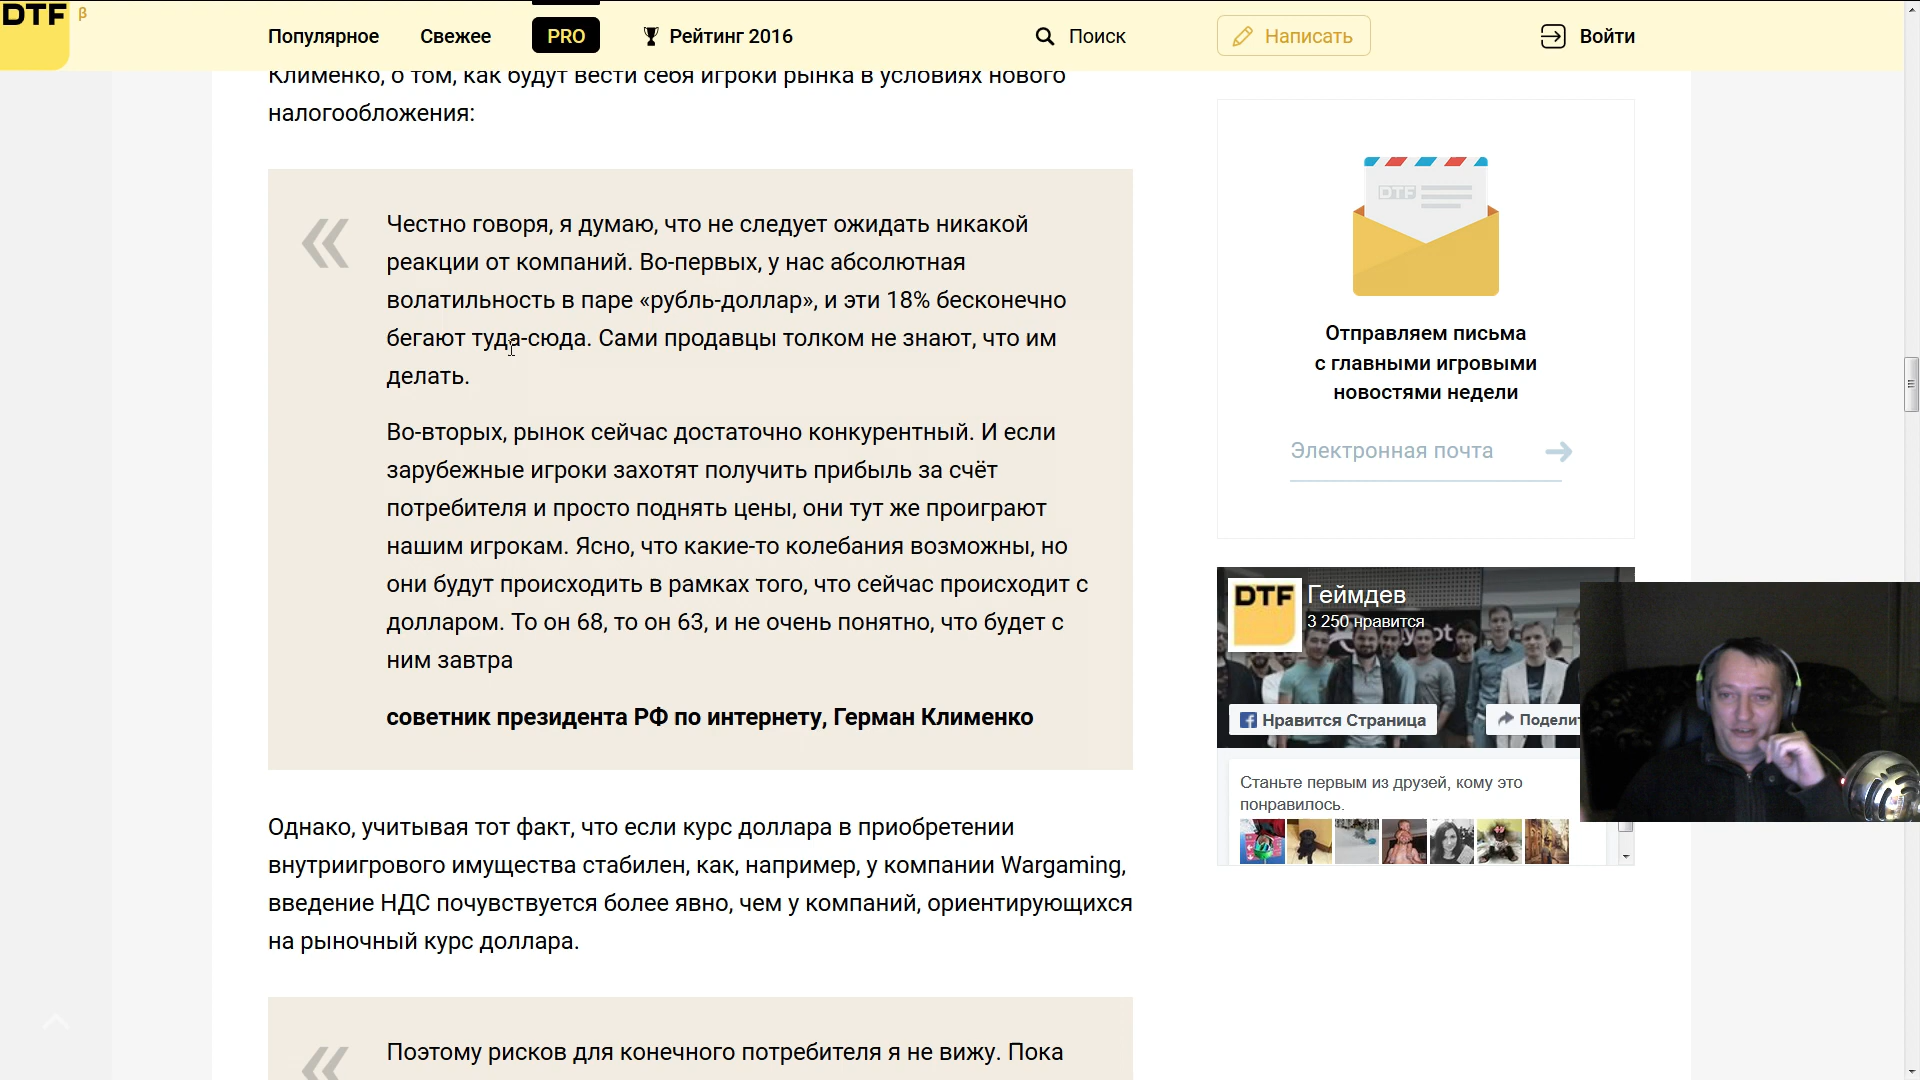 DTF β
Популярное
Свежее
PRO
Рейтинг 2016
Поиск
Написать
Войти
Клименко, о том, как будут вести себя игроки рынка в условиях нового
налогообложения:
Честно говоря, я думаю, что не следует ожидать никакой
реакции от компаний. Во-первых, у нас абсолютная
волатильность в паре «рубль-доллар», и эти 18% бесконечно
бегают туда-сюда. Сами продавцы толком не знают, что им
делать.
Во-вторых, рынок сейчас достаточно конкурентный. И если
зарубежные игроки захотят получить прибыль за счёт
потребителя и просто поднять цены, они тут же проиграют
нашим игрокам. Ясно, что какие-то колебания возможны, но
они будут происходить в рамках того, что сейчас происходит с
долларом. То он 68, то он 63, и не очень понятно, что будет с
ним завтра
советник президента РФ по интернету, Герман Клименко
Однако, учитывая тот факт, что если курс доллара в приобретении
внутриигрового имущества стабилен, как, например, у компании Wargaming,
введение НДС почувствуется более явно, чем у компаний, ориентирующихся
на рыночный курс доллара.
Поэтому рисков для конечного потребителя я не вижу. Пока
DTF
Отправляем письма
с главными игровыми
новостями недели
Электронная почта
DTF
Геймдев
3 250 нравится
Нравится Страница
Поделит
Станьте первым из друзей, кому это
понравилось.